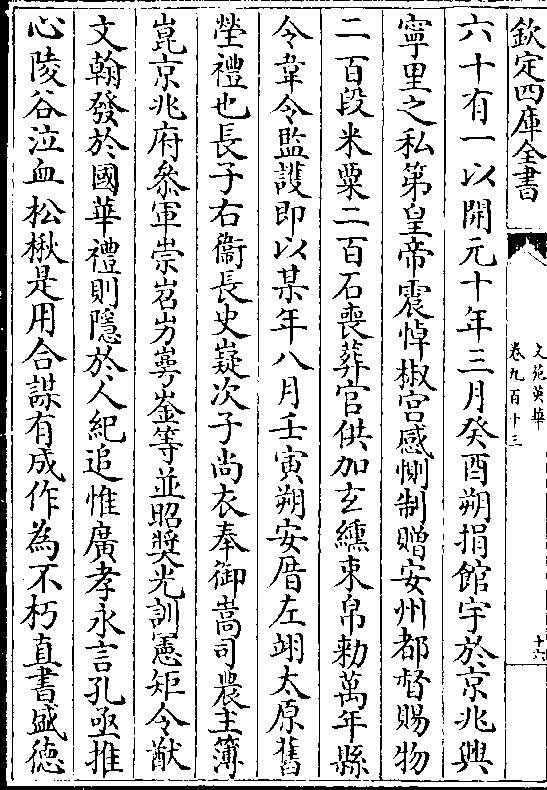 欽定四庫全書
文苑英華
卷九百十三
十六
六十有一以開元十年三月癸酉朔捐館宇於京兆興
寧里之私第皇帝震悼椒宮感惻制贈安州都督賜物
二百段米粟二百石喪葬官供加玄纁束帛勅萬年縣
令韋令監護即以某年八月壬寅朔安厝左翊太原舊
塋禮也長子右衞長史嶷次子尚衣奉御嵩司農主簿
崑京兆府叅軍崇岧屴崿崟等並昭奬光訓憲矩令猷
文翰發於國華禮則隱於人紀追惟廣孝永言孔亟推
心陵谷泣血松楸是用合謀有成作為不朽直書盛德